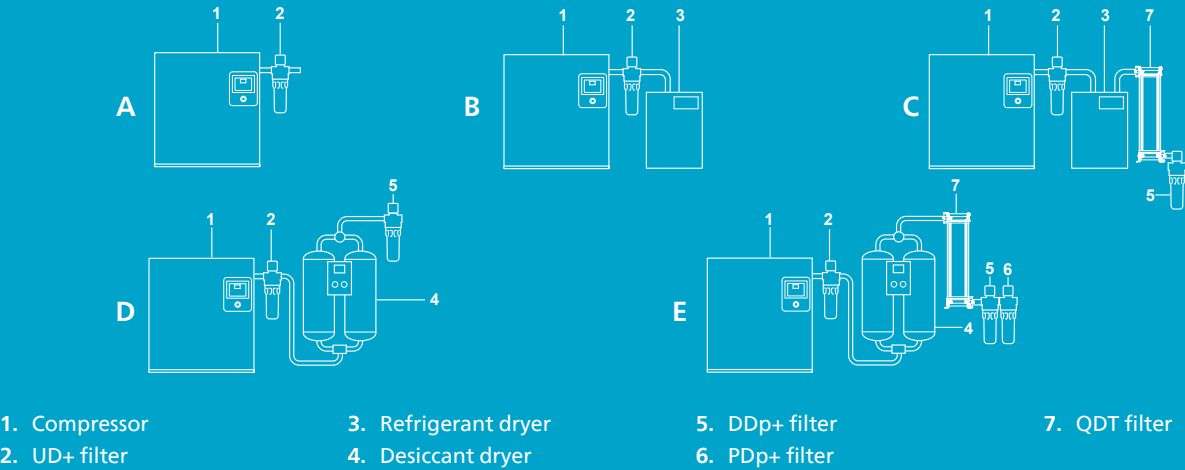 1 2
A
1 2 3
B
1 2 3 7
C
5
1 2 5
D
4
1 2 7
E
5 6
4
1. Compressor
2. UD+ filter
3. Refrigerant dryer
4. Desiccant dryer
5. DDp+ filter
6. PDp+ filter
7. QDT filter